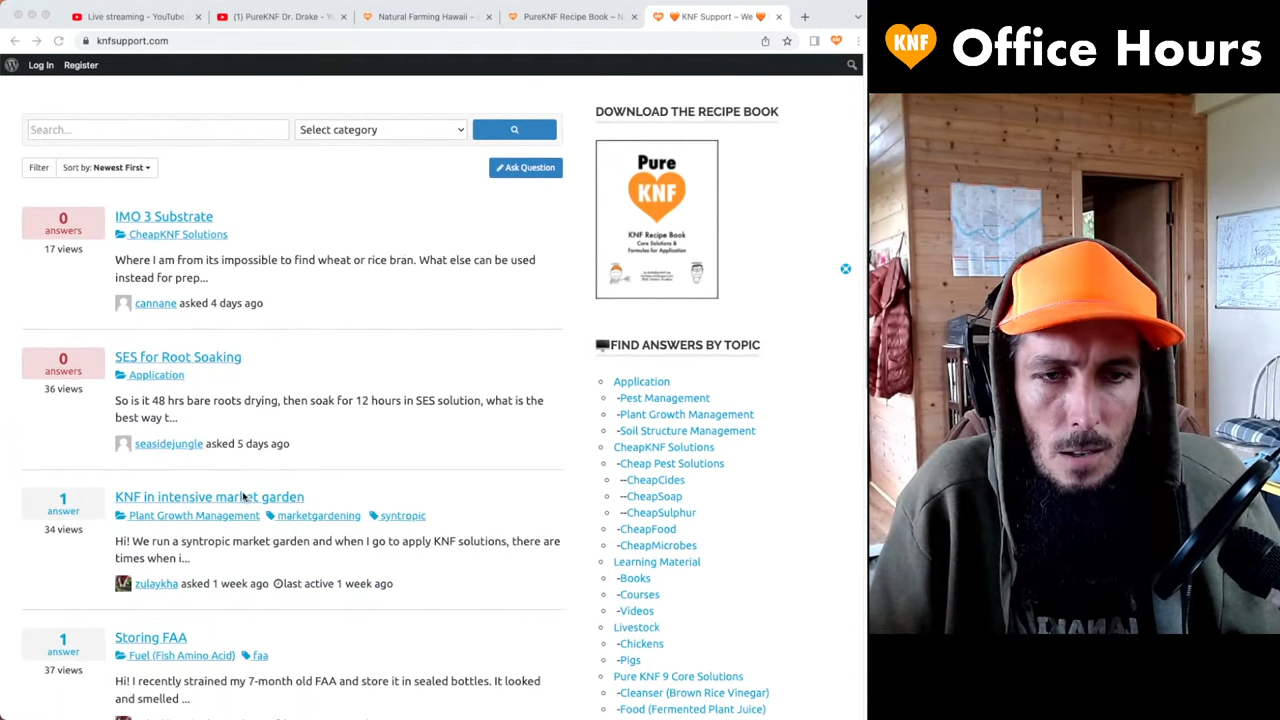 Live streaming - YouTube
(1) PureKNF Dr. Drake - Y
Natural Farming Hawaii –
PureKNF Recipe Book – N
KNF Support – We
knfsupport.com
Log In Register
Search...
Select category
Filter
Sort by: Newest First
Ask Question
0
answers
17 views
IMO 3 Substrate
CheapKNF Solutions
Where I am from its impossible to find wheat or rice bran. What else can be used
instead for prep...
cannane asked 4 days ago
0
answers
36 views
SES for Root Soaking
Application
So is it 48 hrs bare roots drying, then soak for 12 hours in SES solution, what is the
best way t...
seasidejungle asked 5 days ago
1
answer
34 views
KNF in intensive market garden
Plant Growth Management marketgardening syntropic
Hi! We run a syntropic market garden and when I go to apply KNF solutions, there are
times when i...
zulaykha asked 1 week ago last active 1 week ago
1
answer
37 views
Storing FAA
Fuel (Fish Amino Acid) faa
Hi! I recently strained my 7-month old FAA and store it in sealed bottles. It looked
and smelled ...
DOWNLOAD THE RECIPE BOOK
Pure
KNF
KNF Recipe Book
Core Solutions &
Formulas for Application
FIND ANSWERS BY TOPIC
Application
-Pest Management
-Plant Growth Management
-Soil Structure Management
CheapKNF Solutions
-Cheap Pest Solutions
--CheapCides
--CheapSoap
--CheapSulphur
-CheapFood
-CheapMicrobes
Learning Material
-Books
-Courses
-Videos
Livestock
-Chickens
-Pigs
Pure KNF 9 Core Solutions
-Cleanser (Brown Rice Vinegar)
-Food (Fermented Plant Juice)
KNF Office Hours